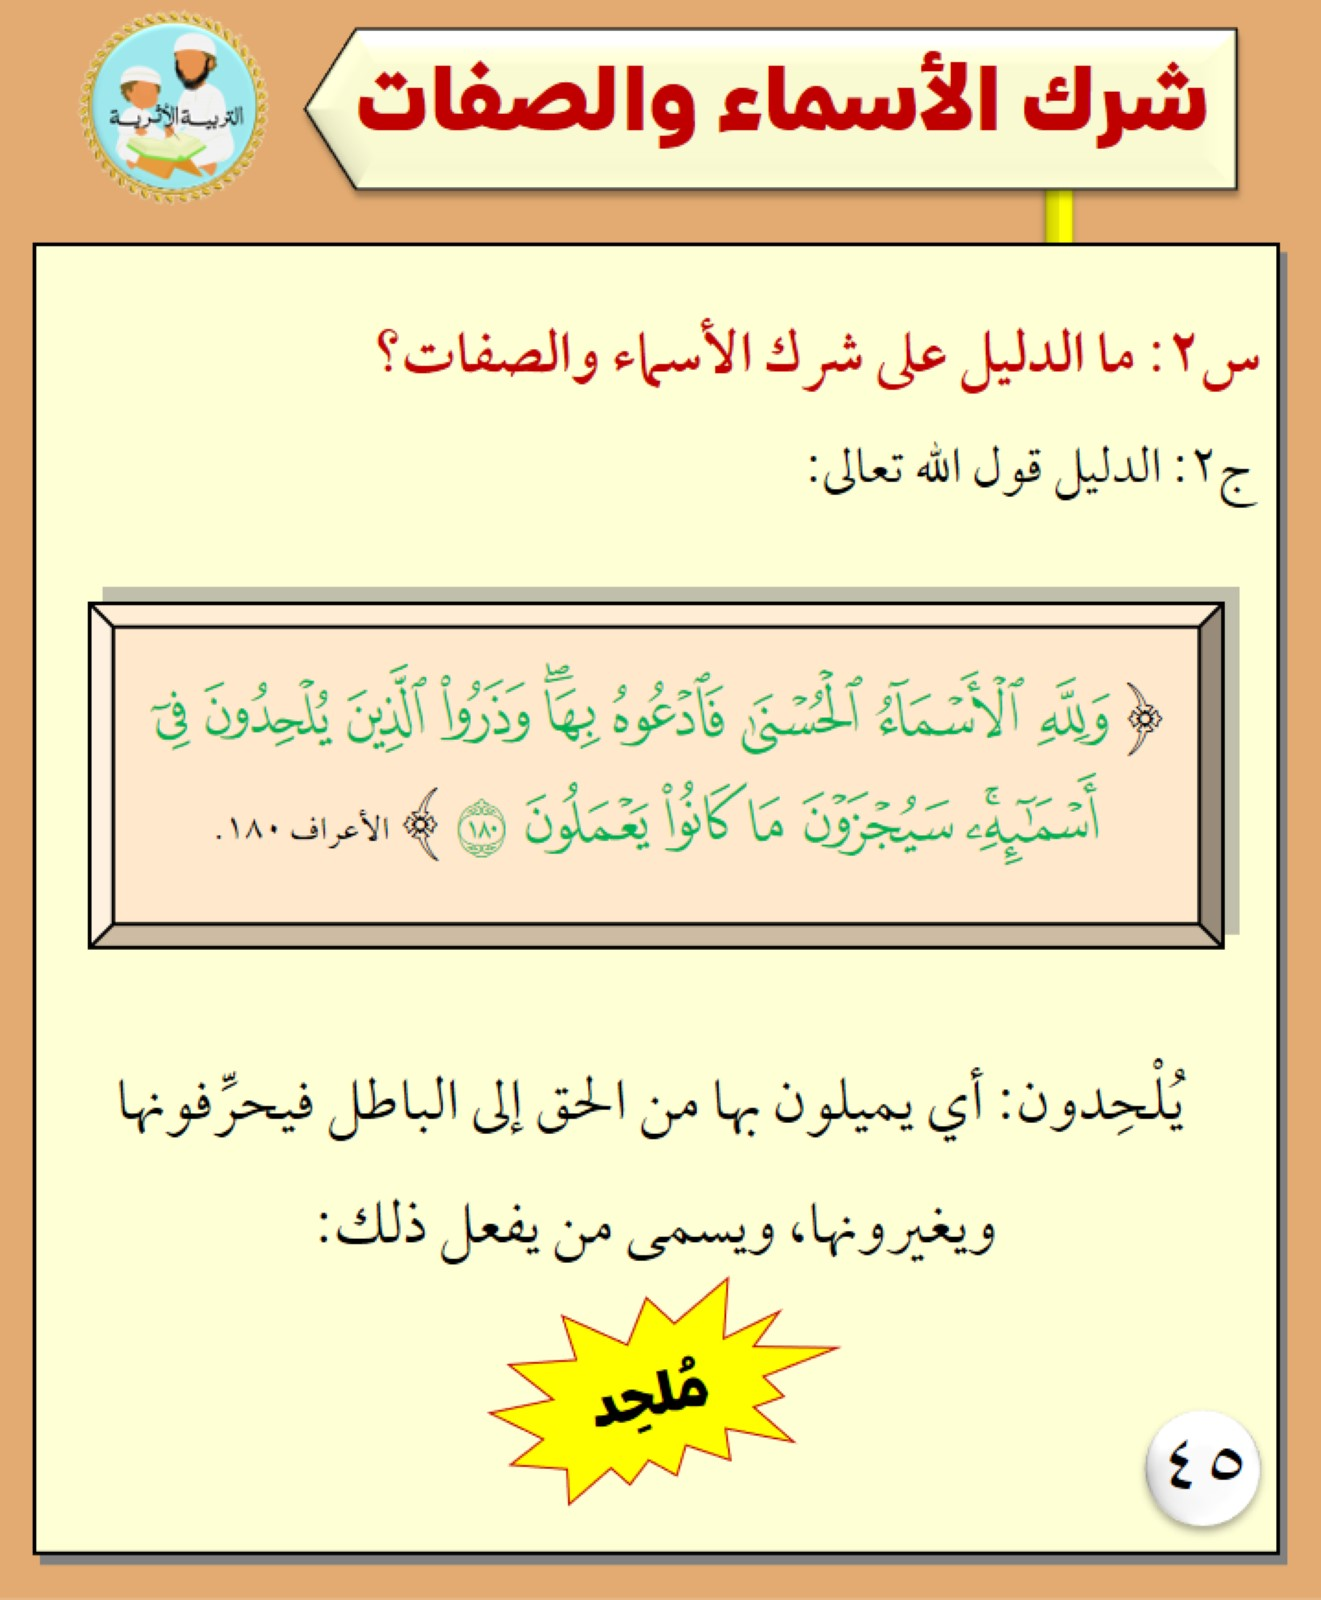 شرك الأسماء والصفات
التربيـة الأثريـة
س٢: ما الدليل على شرك الأسماء والصفات؟
ج٢: الدليل قول الله تعالى:
﴿ وَلِلَّهِ ٱلۡأَسۡمَآءُ ٱلۡحُسۡنَىٰ فَٱدۡعُوهُ بِهَاۖ وَذَرُواْ ٱلَّذِينَ يُلۡحِدُونَ فِيٓ
أَسۡمَٰٓئِهِۦۚ سَيُجۡزَوۡنَ مَا كَانُواْ يَعۡمَلُونَ ١٨٠ ﴾ الأعراف ١٨٠.
يُلْحِدون: أي يميلون بها من الحق إلى الباطل فيحرِّفونها
ويغيرونها، ويسمى من يفعل ذلك:
مُلحِد
٤٥